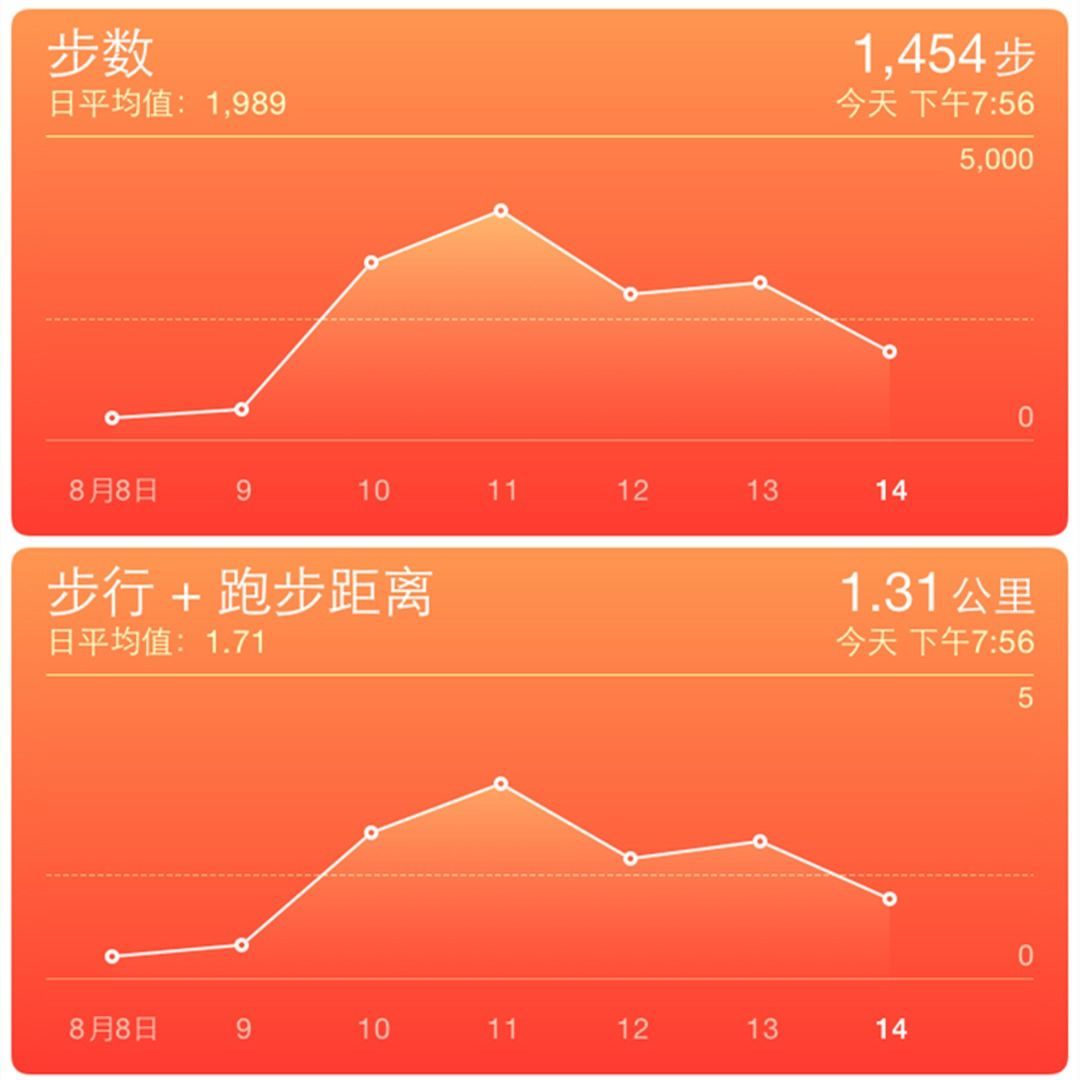 步数
1,454 步
日平均值：1,989
今天 下午7:56
5,000
0
8月8日 9 10 11 12 13 14
步行 + 跑步距离
1.31 公里
日平均值：1.71
今天 下午7:56
5
0
8月8日 9 10 11 12 13 14